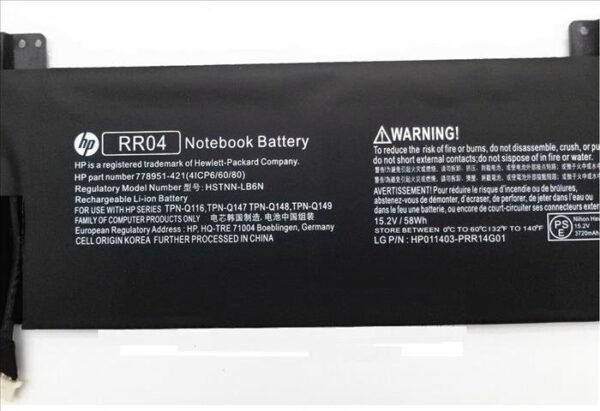 hp RR04 Notebook Battery
HP is a registered trademark of Hewlett-Packard Company.
HP part number 778951-421(4ICP6/60/80)
Regulatory Model Number 型号: HSTNN-LB6N
Rechargeable Li-ion Battery
FOR USE WITH HP SERIES TPN-Q116,TPN-Q147 TPN-Q148,TPN-Q149
FAMILY OF COMPUTER PRODUCTS ONLY 电芯韩国制造, 电池中国组装
European Regulatory Address : HP, HQ-TRE 71004 Boeblingen, Germany
CELL ORIGIN KOREA FURTHER PROCESSED IN CHINA
WARNING!
To reduce the risk of fire or burns, do not disassemble, crush, or pu
do not short external contacts;do not sispose of in fire or water.
AVERTISSEMENT! Pour réduire le risque d'incendie ou de brûlures,
abstenez-vous de démonter, d'écraser, de perforer, de jeter dans l'eau
ou dans le feu, ou de court-circuiter ses connecteurs externes
15.2V / 58Wh
STORE BETWEEN 0°C TO 60°C (32°F TO 140°F)
LG P/N : HP011403-PRR14G01
PS
E
Nihon Hew
15.2V
3720mAh